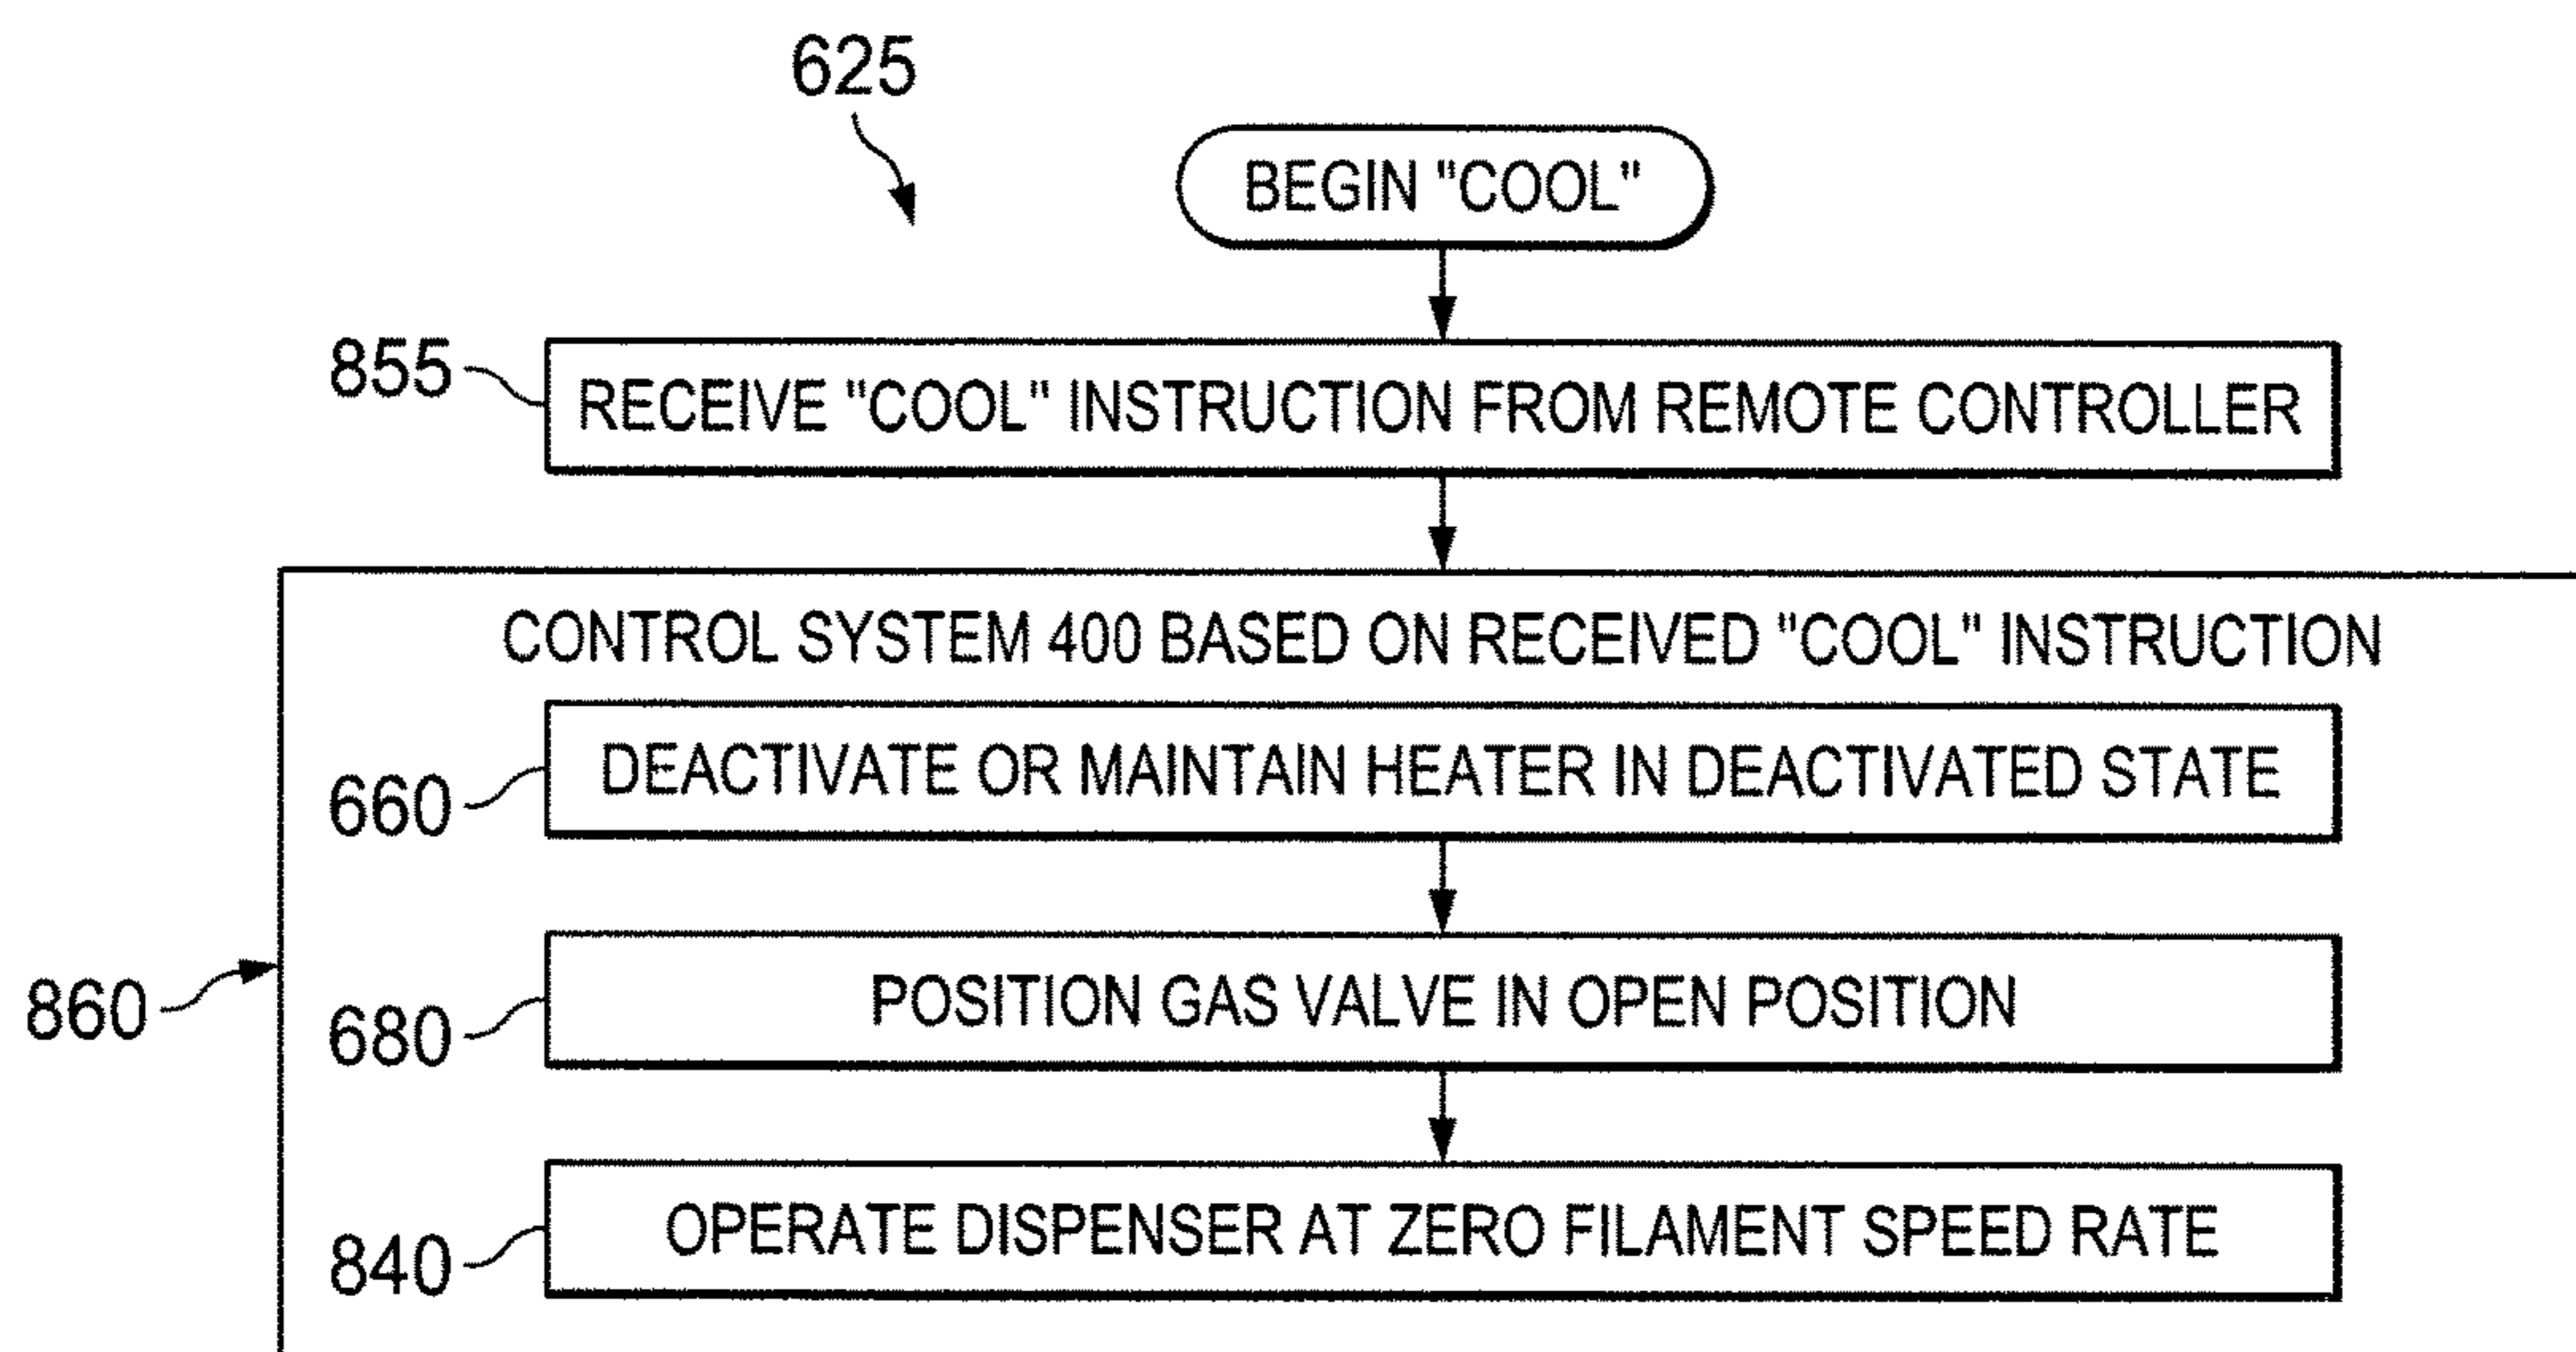 625
BEGIN "COOL"
855
RECEIVE "COOL" INSTRUCTION FROM REMOTE CONTROLLER
CONTROL SYSTEM 400 BASED ON RECEIVED "COOL" INSTRUCTION
660
DEACTIVATE OR MAINTAIN HEATER IN DEACTIVATED STATE
860
680
POSITION GAS VALVE IN OPEN POSITION
840
OPERATE DISPENSER AT ZERO FILAMENT SPEED RATE